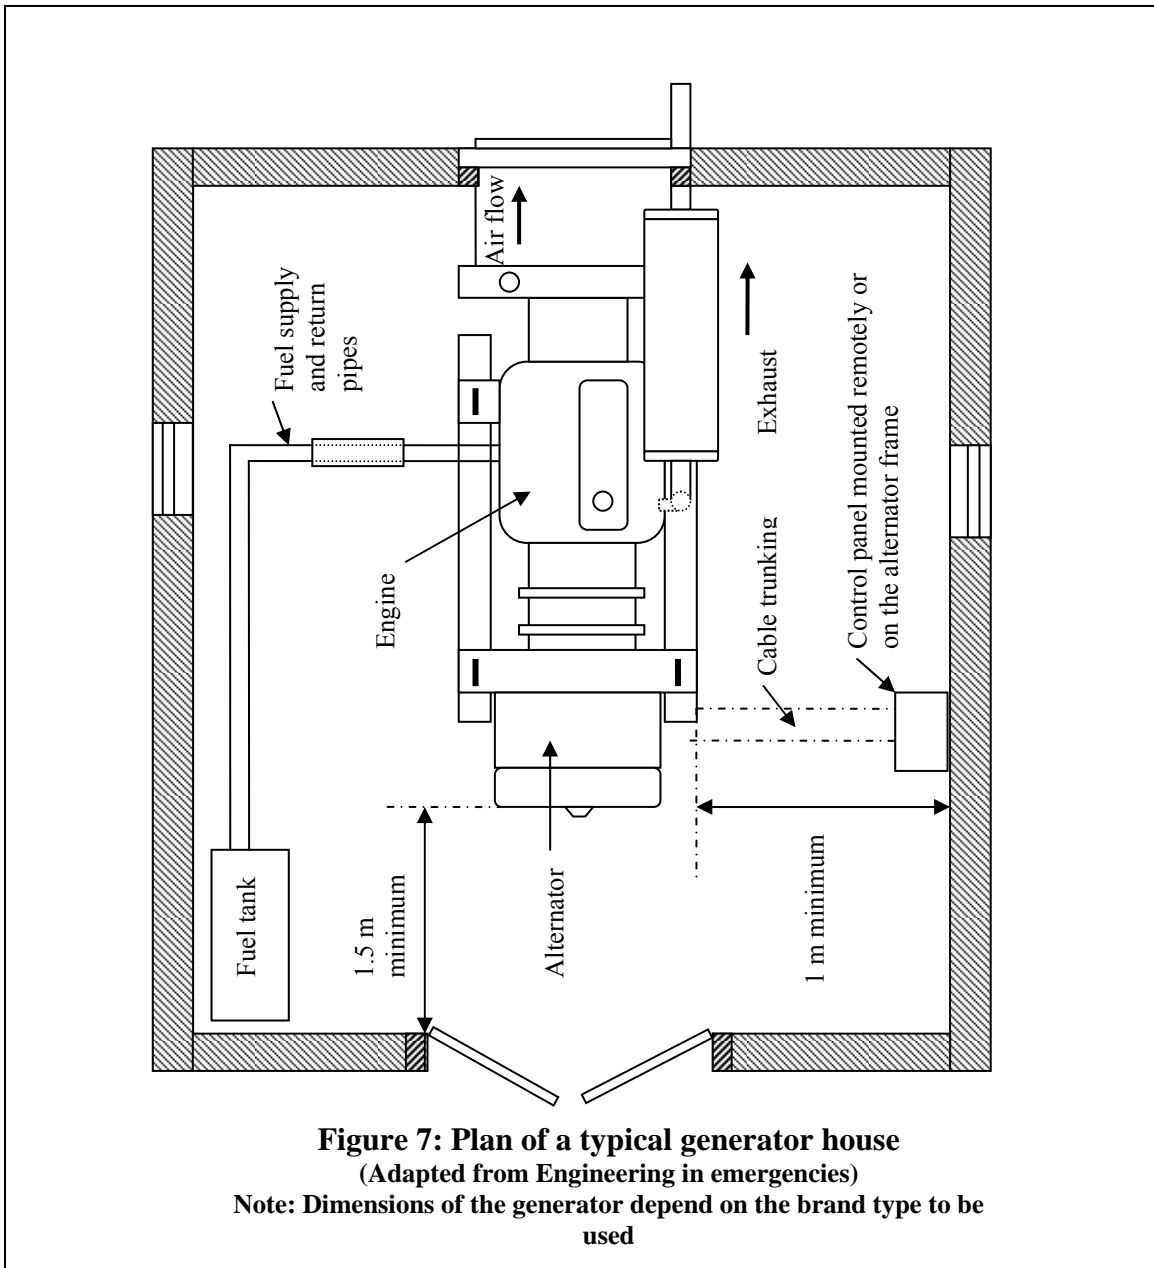 Air flow
Fuel supply
and return
pipes
Exhaust
Control panel mounted remotely or
on the alternator frame
Engine
Cable trunking
Fuel tank
1.5 m
minimum
Alternator
1 m minimum
Figure 7: Plan of a typical generator house
(Adapted from Engineering in emergencies)
Note: Dimensions of the generator depend on the brand type to be
used